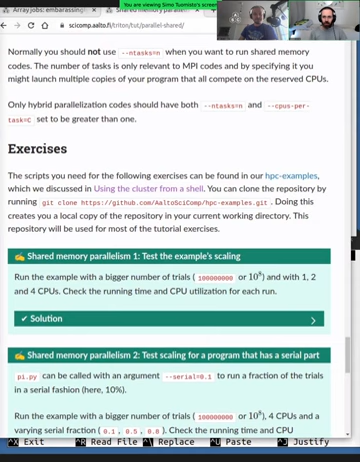 You are viewing Simo Tuomisto's screen
Array jobs: embarrassing
Shared memory parallelism
scicomp.aalto.fi/triton/tut/parallel-shared/
Normally you should not use --ntasks=n when you want to run shared memory
codes. The number of tasks is only relevant to MPI codes and by specifying it you
might launch multiple copies of your program that all compete on the reserved CPUs.
Only hybrid parallelization codes should have both --ntasks=n and --cpus-per-
task=C set to be greater than one.
Exercises
The scripts you need for the following exercises can be found in our hpc-examples,
which we discussed in Using the cluster from a shell. You can clone the repository by
running git clone https://github.com/AaltoSciComp/hpc-examples.git . Doing this
creates you a local copy of the repository in your current working directory. This
repository will be used for most of the tutorial exercises.
✍ Shared memory parallelism 1: Test the example's scaling
Run the example with a bigger number of trials ( 100000000 or 10⁸) and with 1, 2
and 4 CPUs. Check the running time and CPU utilization for each run.
✔ Solution
✍ Shared memory parallelism 2: Test scaling for a program that has a serial part
pi.py can be called with an argument --serial=0.1 to run a fraction of the trials
in a serial fashion (here, 10%).
Run the example with a bigger number of trials ( 100000000 or 10⁸), 4 CPUs and a
varying serial fraction ( 0.1 , 0.5 , 0.8 ). Check the running time and CPU
^X Exit ^R Read File ^\ Replace ^U Paste ^J Justify